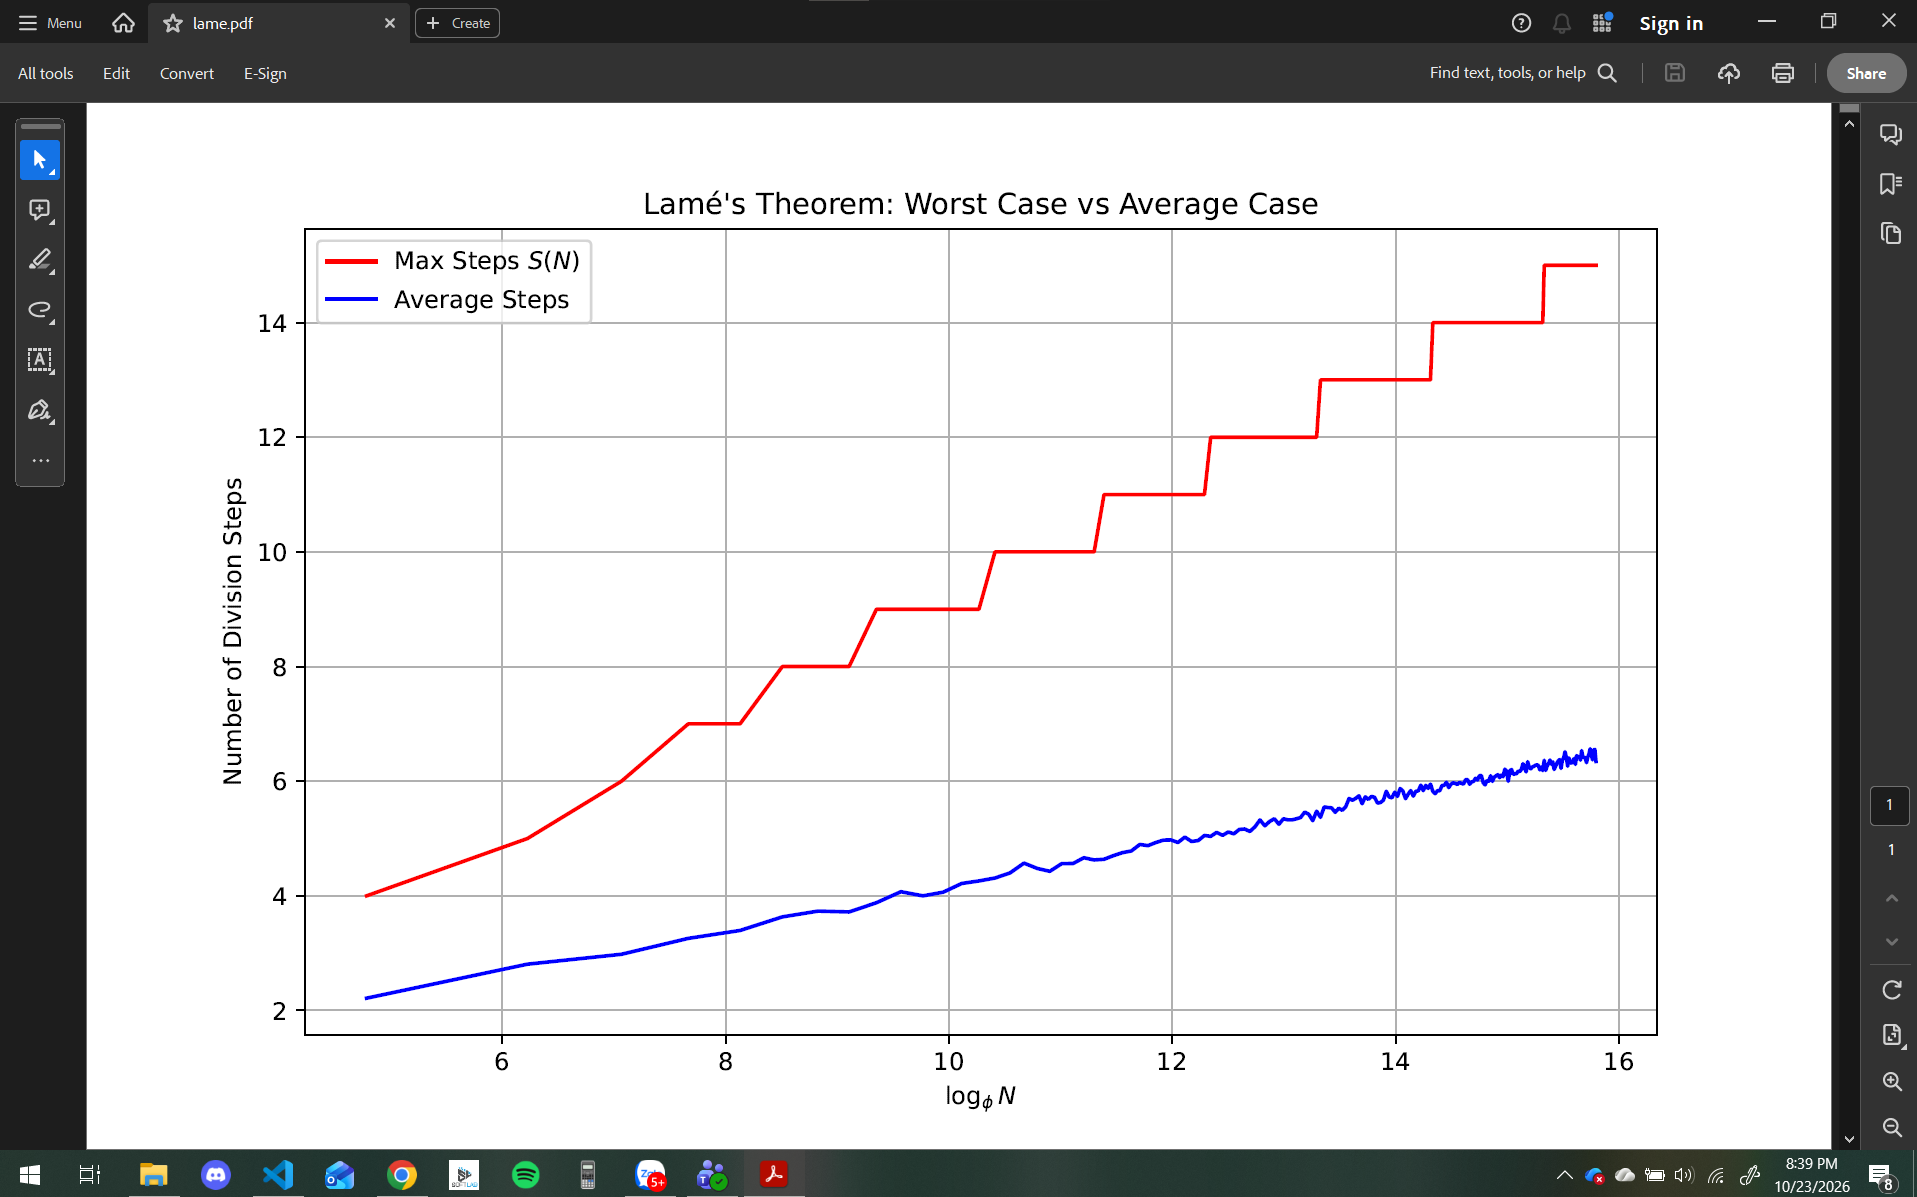 Menu
lame.pdf
Create
Sign in
All tools
Edit
Convert
E-Sign
Find text, tools, or help
Share
Lamé's Theorem: Worst Case vs Average Case
Max Steps S(N)
Average Steps
Number of Division Steps
14
12
10
8
6
4
2
6
8
10
12
14
16
logϕ N
1
1
A
5+
8:39 PM
10/23/2026
8